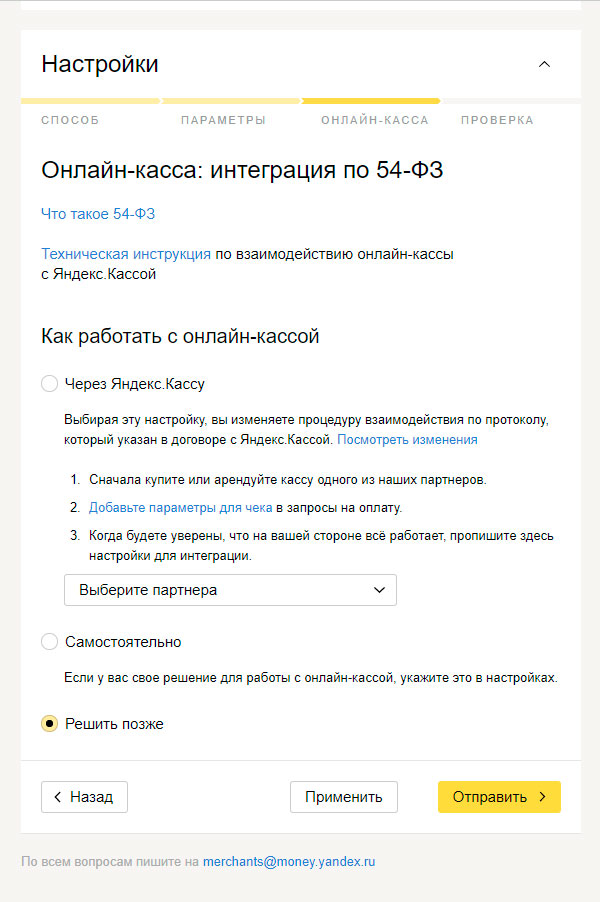 Настройки
СПОСОБ ПАРАМЕТРЫ ОНЛАЙН-КАССА ПРОВЕРКА
Онлайн-касса: интеграция по 54-ФЗ
Что такое 54-ФЗ
Техническая инструкция по взаимодействию онлайн-кассы
с Яндекс.Кассой
Как работать с онлайн-кассой
Через Яндекс.Кассу
Выбирая эту настройку, вы изменяете процедуру взаимодействия по протоколу,
который указан в договоре с Яндекс.Кассой. Посмотреть изменения
1. Сначала купите или арендуйте кассу одного из наших партнеров.
2. Добавьте параметры для чека в запросы на оплату.
3. Когда будете уверены, что на вашей стороне всё работает, пропишите здесь
настройки для интеграции.
Выберите партнера
Самостоятельно
Если у вас свое решение для работы с онлайн-кассой, укажите это в настройках.
Решить позже
Назад Применить Отправить
По всем вопросам пишите на merchants@money.yandex.ru